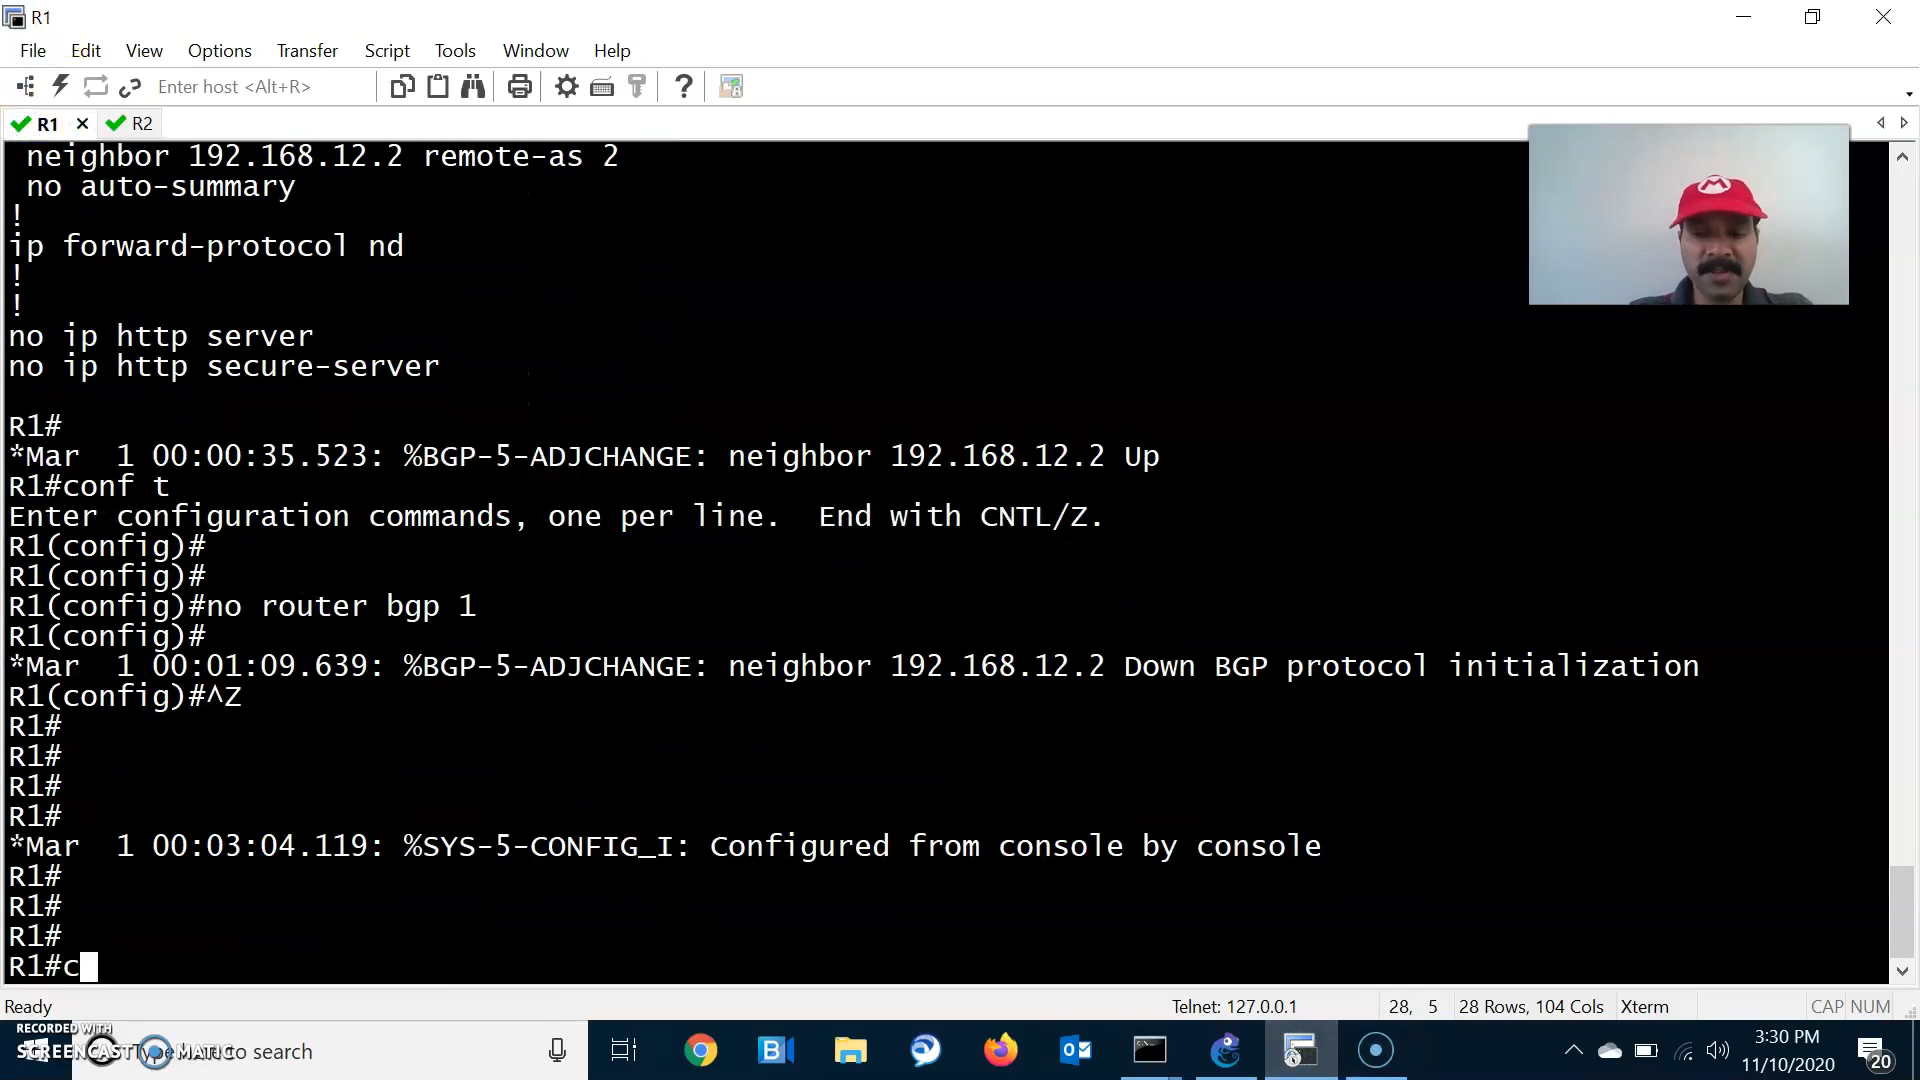 R1
File Edit View Options Transfer Script Tools Window Help
Enter host <Alt+R>
R1 R2
neighbor 192.168.12.2 remote-as 2
no auto-summary
!
ip forward-protocol nd
!
!
no ip http server
no ip http secure-server
R1#
*Mar  1 00:00:35.523: %BGP-5-ADJCHANGE: neighbor 192.168.12.2 Up
R1#conf t
Enter configuration commands, one per line.  End with CNTL/Z.
R1(config)#
R1(config)#
R1(config)#no router bgp 1
R1(config)#
*Mar  1 00:01:09.639: %BGP-5-ADJCHANGE: neighbor 192.168.12.2 Down BGP protocol initialization
R1(config)#^Z
R1#
R1#
R1#
R1#
*Mar  1 00:03:04.119: %SYS-5-CONFIG_I: Configured from console by console
R1#
R1#
R1#
R1#c
Ready Telnet: 127.0.0.1 28, 5 28 Rows, 104 Cols Xterm CAP NUM
RECORDED WITH
SCREENCAST MATIC
to search
3:30 PM
11/10/2020
20